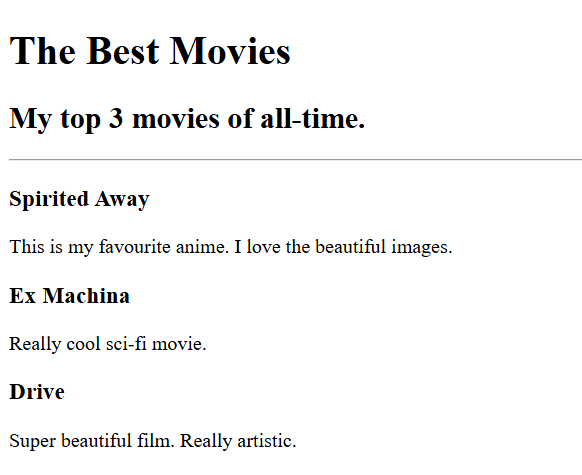 The Best Movies
My top 3 movies of all-time.
Spirited Away
This is my favourite anime. I love the beautiful images.
Ex Machina
Really cool sci-fi movie.
Drive
Super beautiful film. Really artistic.